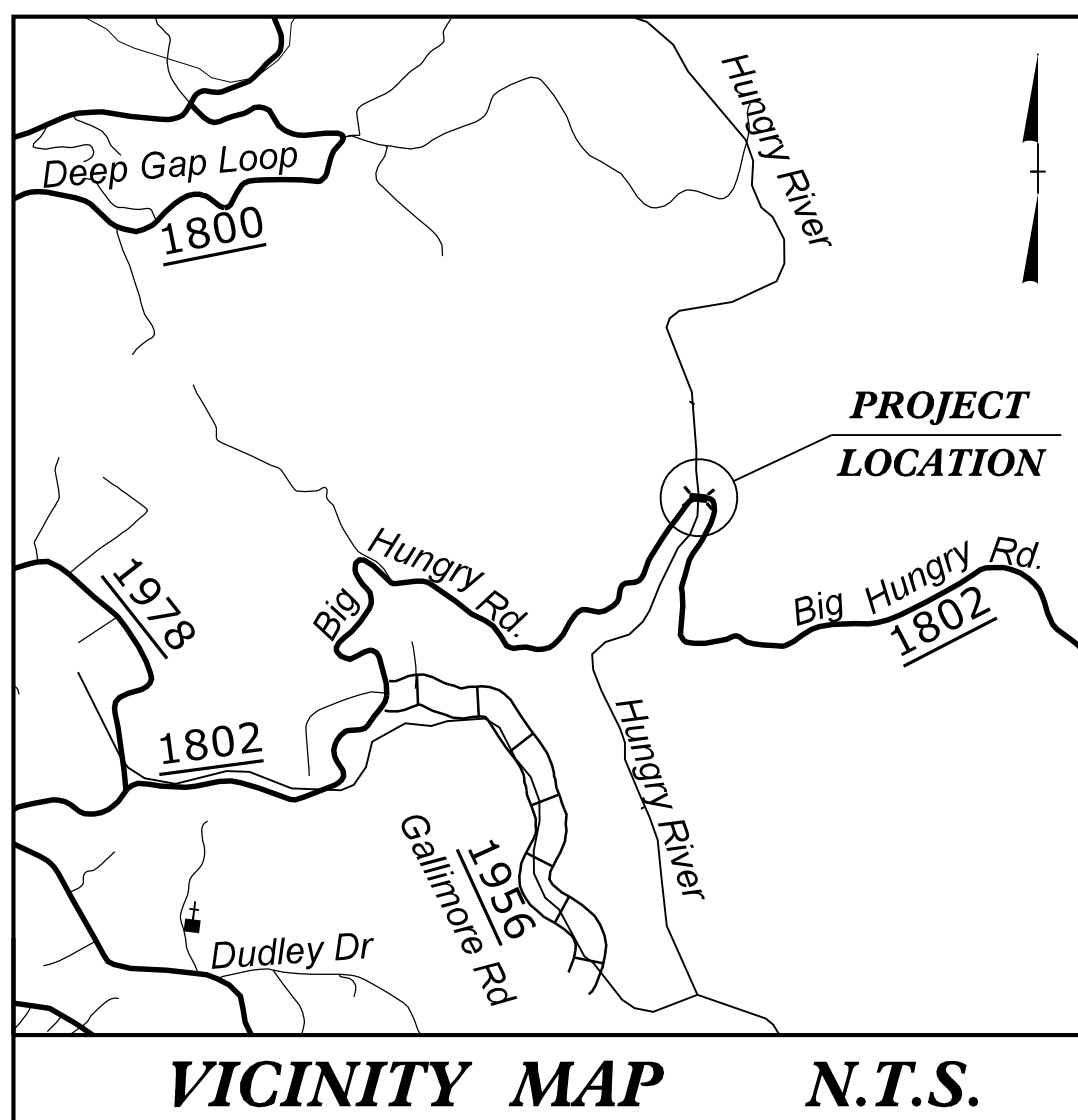 Hungry River
Deep Gap Loop
1800
PROJECT
LOCATION
Hungry Rd.
Big
Big Hungry Rd.
1802
1978
1802
Hungry River
Gallimore Rd
1956
Dudley Dr
VICINITY MAP N.T.S.